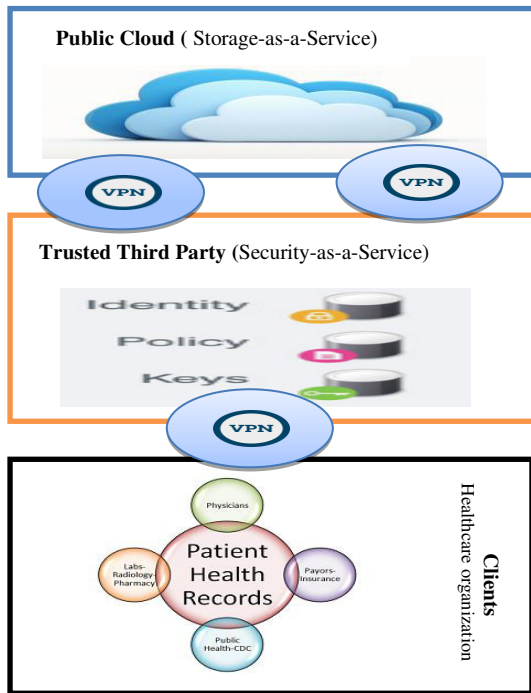 Public Cloud ( Storage-as-a-Service)
VPN
VPN
Trusted Third Party (Security-as-a-Service)
Identity
Policy
Keys
VPN
Physicians
Patient
Health
Records
Labs-
Radiology-
Pharmacy
Payors-
Insurance
Public
Health-CDC
Clients
Healthcare organization